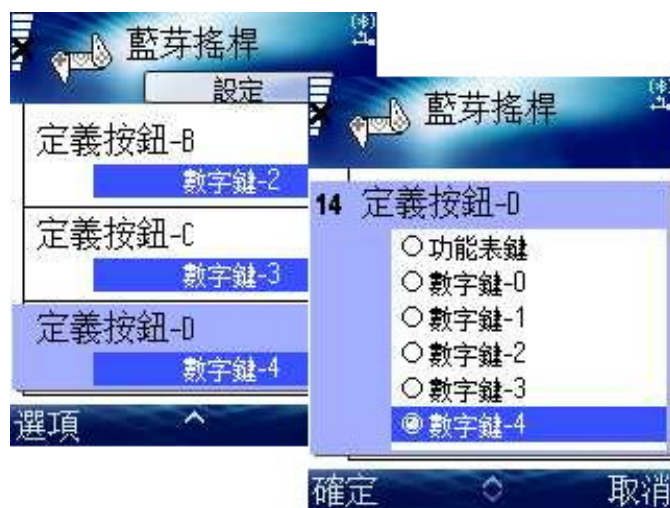 藍芽搖桿
設定
定義按鈕-B
數字鍵-2
定義按鈕-C
數字鍵-3
定義按鈕-D
數字鍵-4
選項
藍芽搖桿
14 定義按鈕-D
功能表鍵
數字鍵-0
數字鍵-1
數字鍵-2
數字鍵-3
數字鍵-4
確定 取消